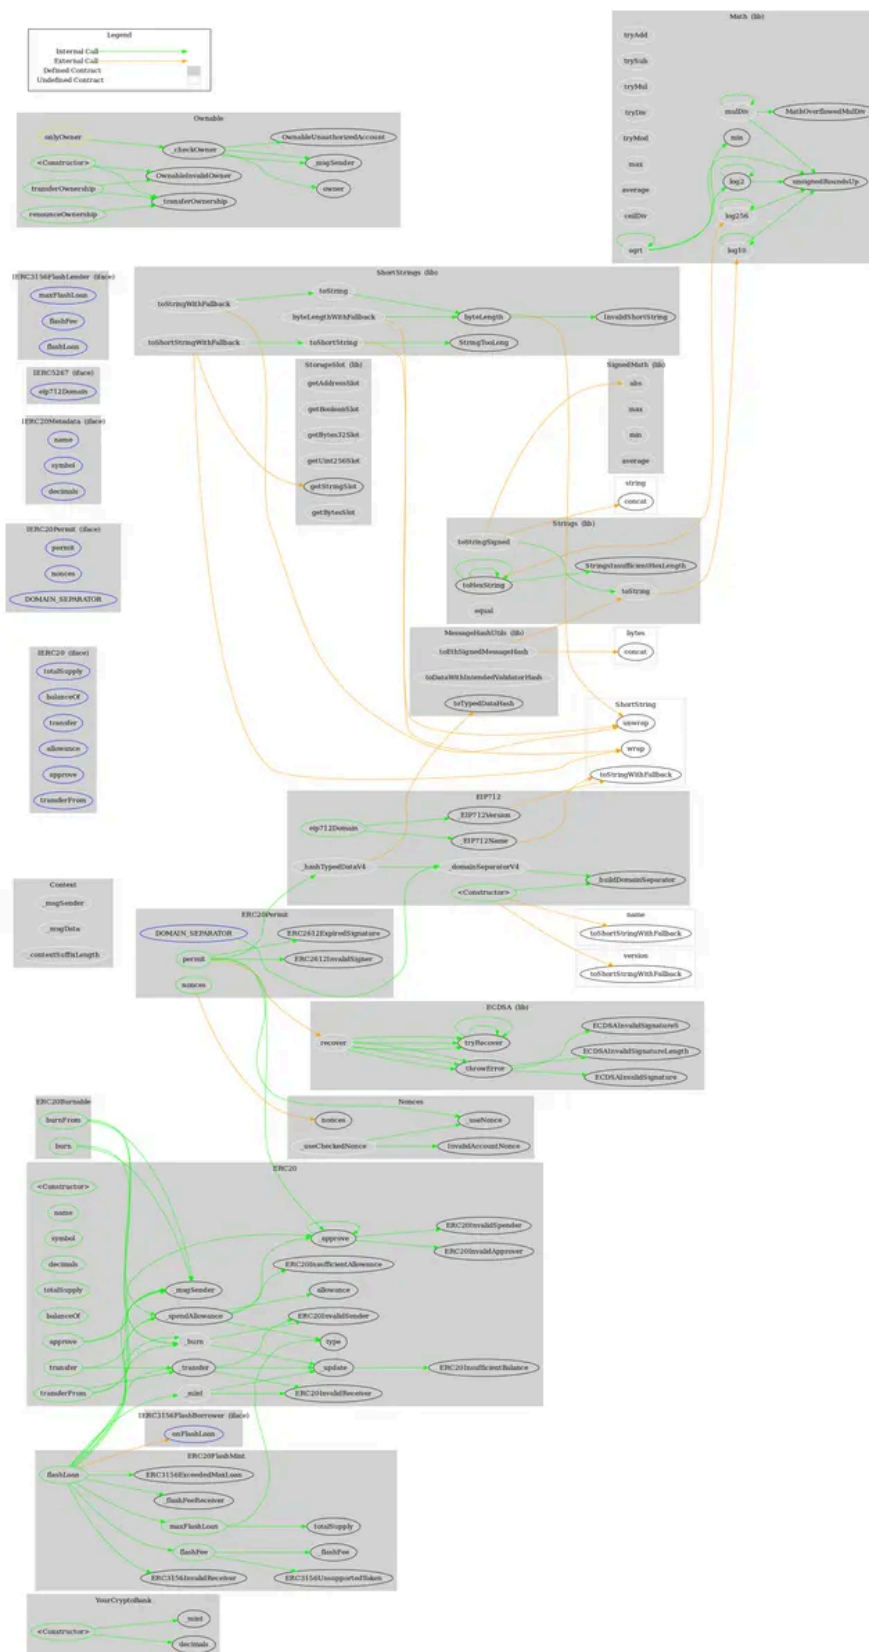 Legend
Internal Call
External Call
Defined Contract
Undefined Contract
Math (lib)
tryAdd
trySub
tryMul
tryDiv
tryMod
max
average
ceilDiv
sqrt
mulDiv
MathOverflowedMulDiv
min
log2
unsignedRoundsUp
log256
log10
Ownable
onlyOwner
<Constructor>
transferOwnership
renounceOwnership
_checkOwner
OwnableInvalidOwner
_transferOwnership
OwnableUnauthorizedAccount
_msgSender
owner
IERC3156FlashLender (iface)
maxFlashLoan
flashFee
flashLoan
ShortStrings (lib)
toStringWithFallback
toString
byteLengthWithFallback
byteLength
InvalidShortString
toShortStringWithFallback
toShortString
StringTooLong
IERC5267 (iface)
eip712Domain
StorageSlot (lib)
getAddressSlot
getBooleanSlot
getBytes32Slot
getUint256Slot
getStringSlot
getBytesSlot
SignedMath (lib)
abs
max
min
average
IERC20Metadata (iface)
name
symbol
decimals
string
concat
Strings (lib)
toStringSigned
toHexString
equal
StringsInsufficientHexLength
toString
IERC20Permit (iface)
permit
nonces
DOMAIN_SEPARATOR
MessageHashUtils (lib)
toEthSignedMessageHash
toDataWithIntendedValidatorHash
toTypedDataHash
bytes
concat
IERC20 (iface)
totalSupply
balanceOf
transfer
allowance
approve
transferFrom
ShortString
unwrap
wrap
toStringWithFallback
EIP712
eip712Domain
_EIP712Version
_EIP712Name
_hashTypedDataV4
_domainSeparatorV4
_buildDomainSeparator
<Constructor>
Context
_msgSender
_msgData
_contextSuffixLength
ERC20Permit
DOMAIN_SEPARATOR
permit
nonces
ERC2612ExpiredSignature
ERC2612InvalidSigner
name
toShortStringWithFallback
version
toShortStringWithFallback
ECDSA (lib)
recover
tryRecover
_throwError
ECDSAInvalidSignatureS
ECDSAInvalidSignatureLength
ECDSAInvalidSignature
ERC20Burnable
burnFrom
burn
Nonces
nonces
_useNonce
_useCheckedNonce
InvalidAccountNonce
ERC20
<Constructor>
name
symbol
decimals
totalSupply
balanceOf
approve
transfer
transferFrom
_msgSender
_spendAllowance
_burn
_transfer
_mint
_approve
ERC20InsufficientAllowance
allowance
ERC20InvalidSender
type
_update
ERC20InvalidReceiver
ERC20InvalidSpender
ERC20InvalidApprover
ERC20InsufficientBalance
IERC3156FlashBorrower (iface)
onFlashLoan
ERC20FlashMint
flashLoan
ERC3156ExceededMaxLoan
_flashFeeReceiver
maxFlashLoan
totalSupply
flashFee
_flashFee
ERC3156InvalidReceiver
ERC3156UnsupportedToken
YourCryptoBank
<Constructor>
_mint
decimals